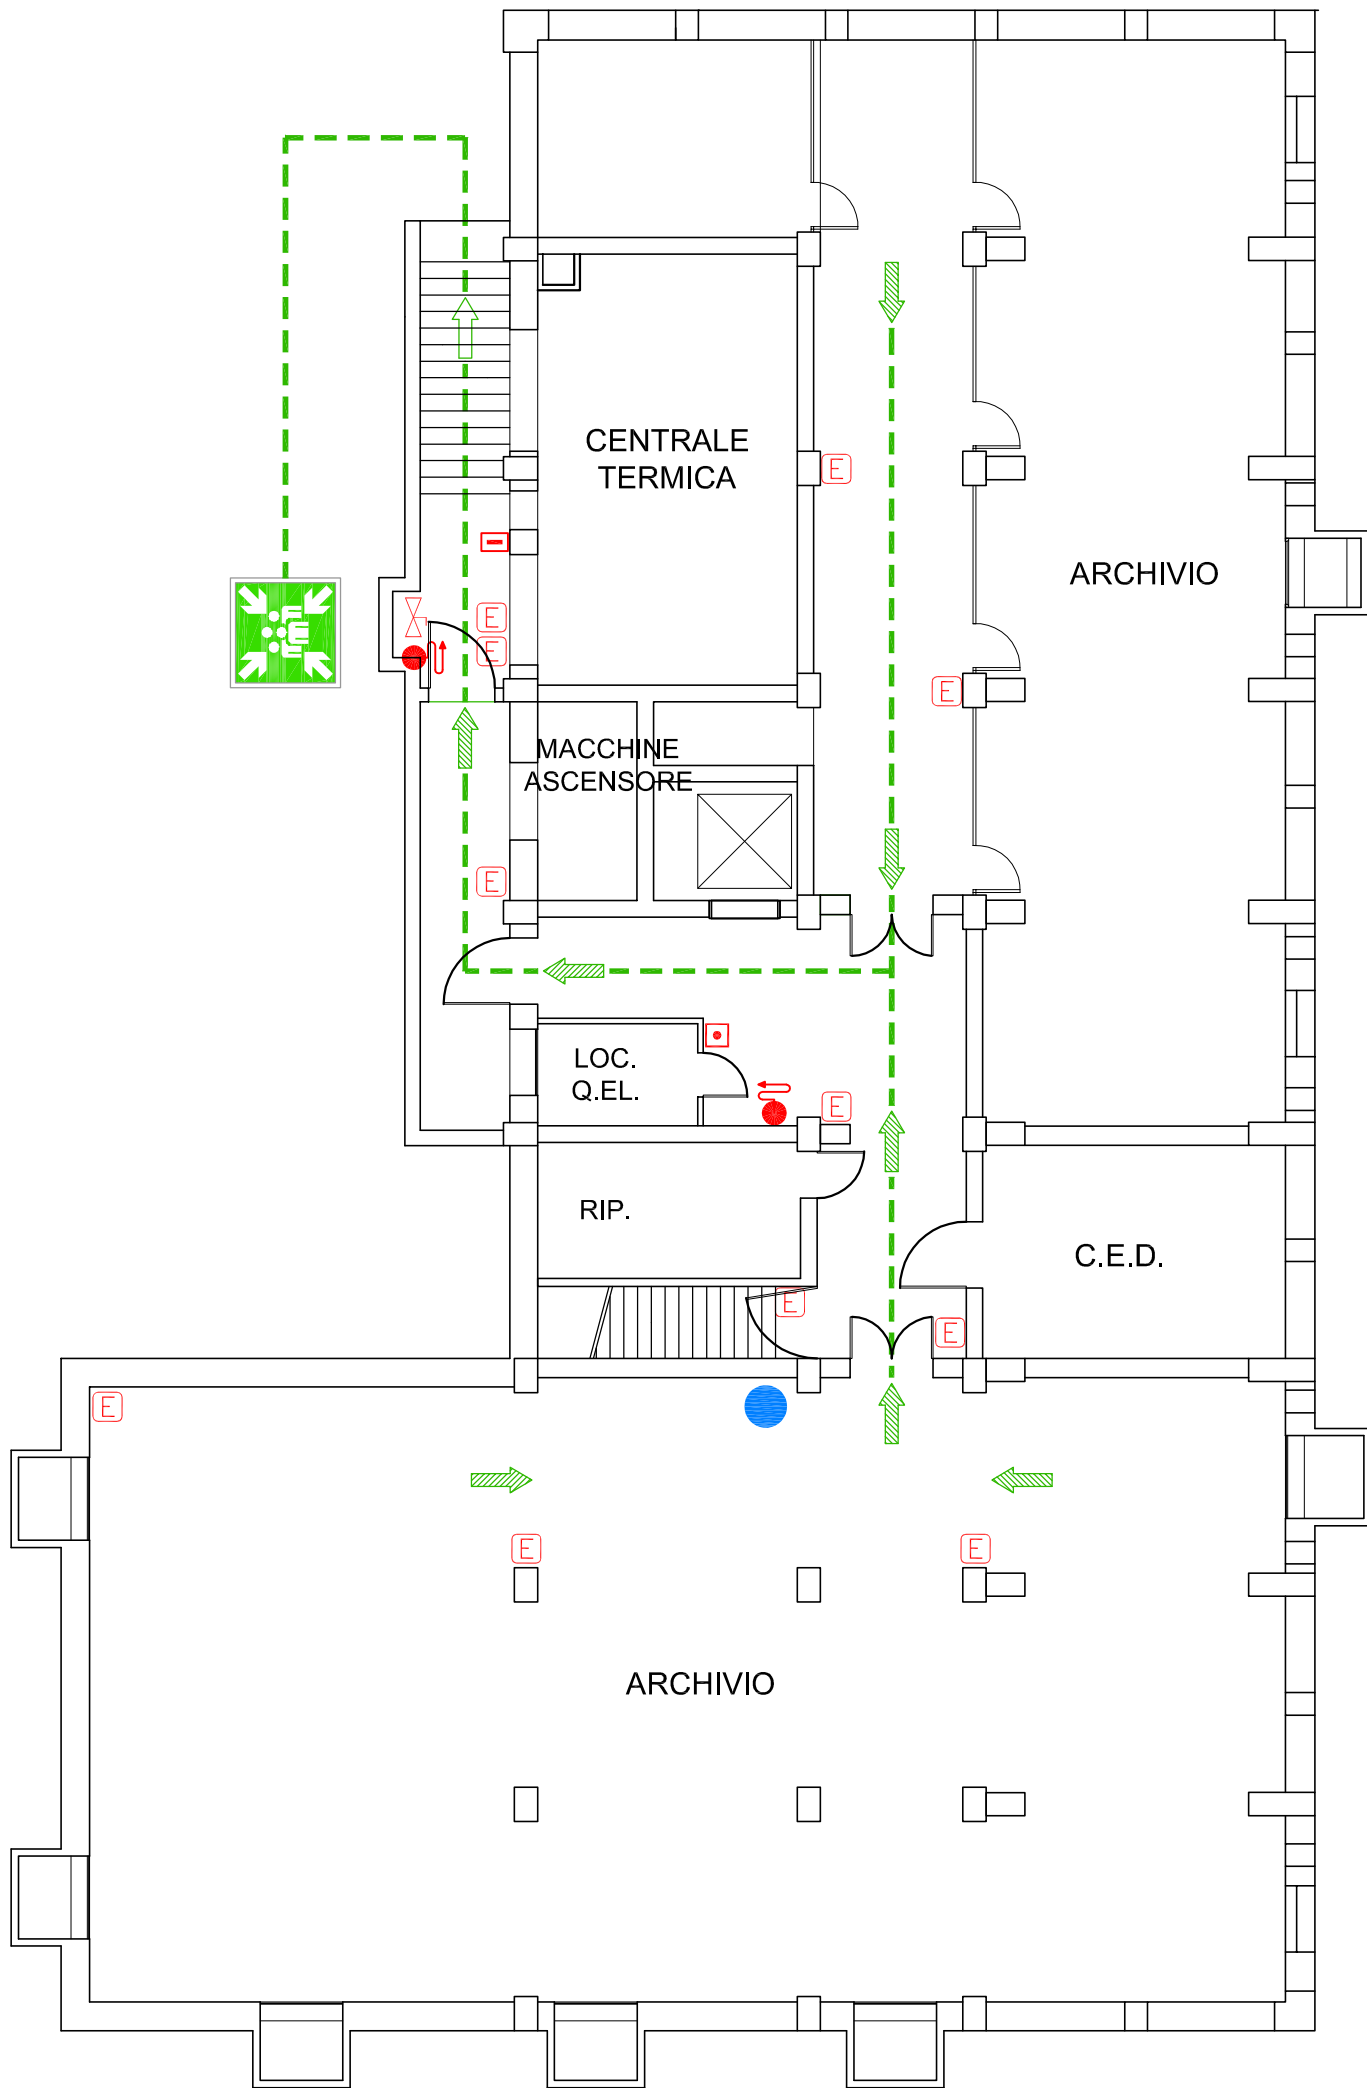 CENTRALE
TERMICA
E
ARCHIVIO
E
E
E
MACCHINE
ASCENSORE
E
LOC.
Q.EL.
E
RIP.
C.E.D.
E
E
E
E
E
ARCHIVIO